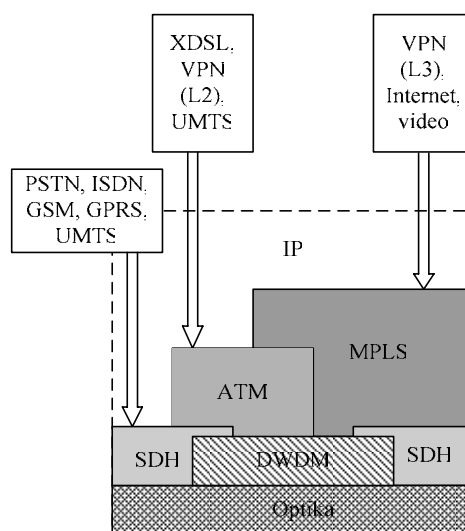 XDSL,
VPN
(L2),
UMTS
VPN
(L3)
Internet,
video
PSTN, ISDN,
GSM, GPRS,
UMTS
IP
MPLS
ATM
SDH
DWDM
SDH
Optika